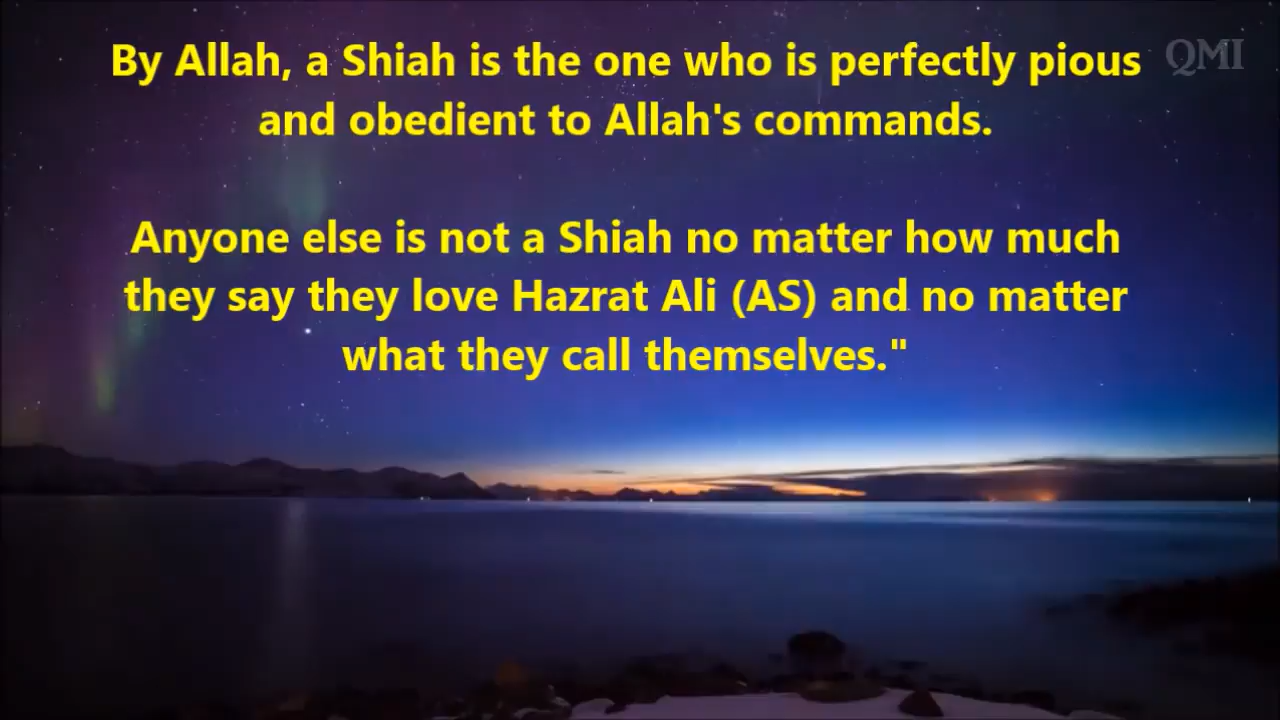 By Allah, a Shiah is the one who is perfectly pious
QMI
and obedient to Allah's commands.
Anyone else is not a Shiah no matter how much
they say they love Hazrat Ali (AS) and no matter
what they call themselves."